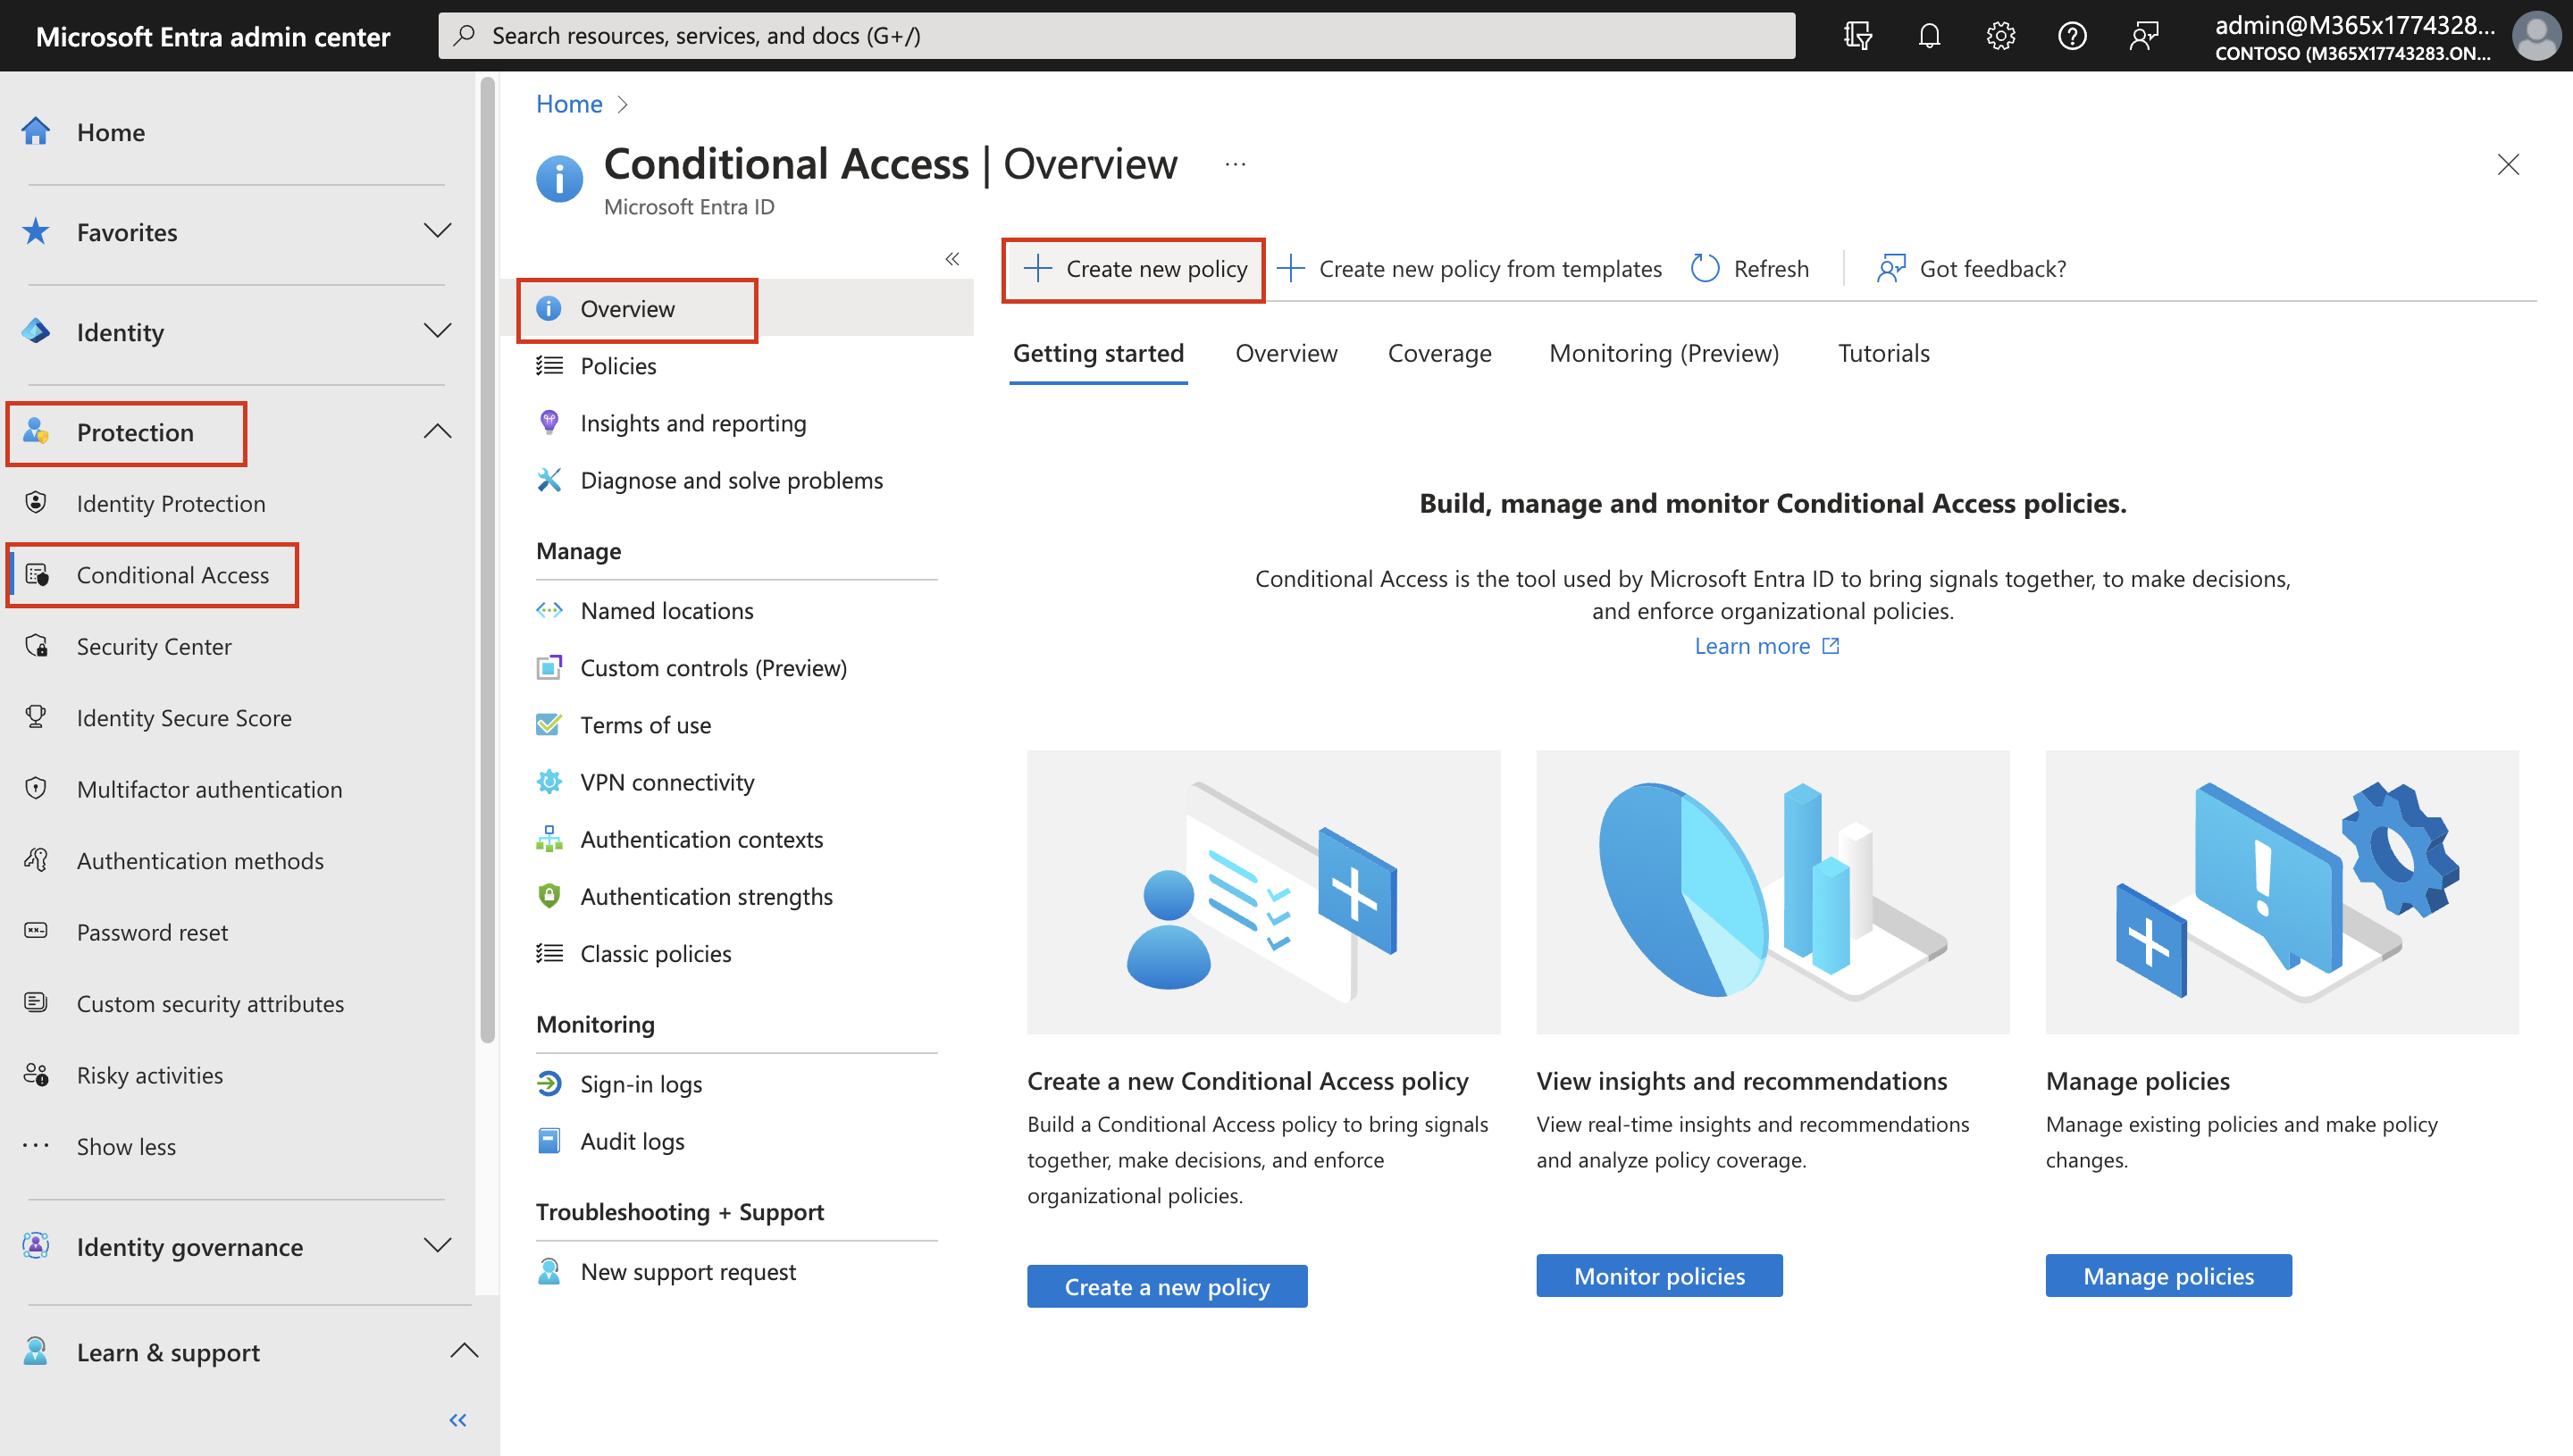 Microsoft Entra admin center
Search resources, services, and docs (G+/)
admin@M365x1774328...
CONTOSO (M365X17743283.ON...
Home
Favorites
Identity
Protection
Identity Protection
Conditional Access
Security Center
Identity Secure Score
Multifactor authentication
Authentication methods
Password reset
Custom security attributes
Risky activities
Show less
Identity governance
Learn & support
Home
Conditional Access | Overview
Microsoft Entra ID
Overview
Policies
Insights and reporting
Diagnose and solve problems
Manage
Named locations
Custom controls (Preview)
Terms of use
VPN connectivity
Authentication contexts
Authentication strengths
Classic policies
Monitoring
Sign-in logs
Audit logs
Troubleshooting + Support
New support request
Create new policy
Create new policy from templates
Refresh
Got feedback?
Getting started
Overview
Coverage
Monitoring (Preview)
Tutorials
Build, manage and monitor Conditional Access policies.
Conditional Access is the tool used by Microsoft Entra ID to bring signals together, to make decisions,
and enforce organizational policies.
Learn more
Create a new Conditional Access policy
Build a Conditional Access policy to bring signals
together, make decisions, and enforce
organizational policies.
Create a new policy
View insights and recommendations
View real-time insights and recommendations
and analyze policy coverage.
Monitor policies
Manage policies
Manage existing policies and make policy
changes.
Manage policies